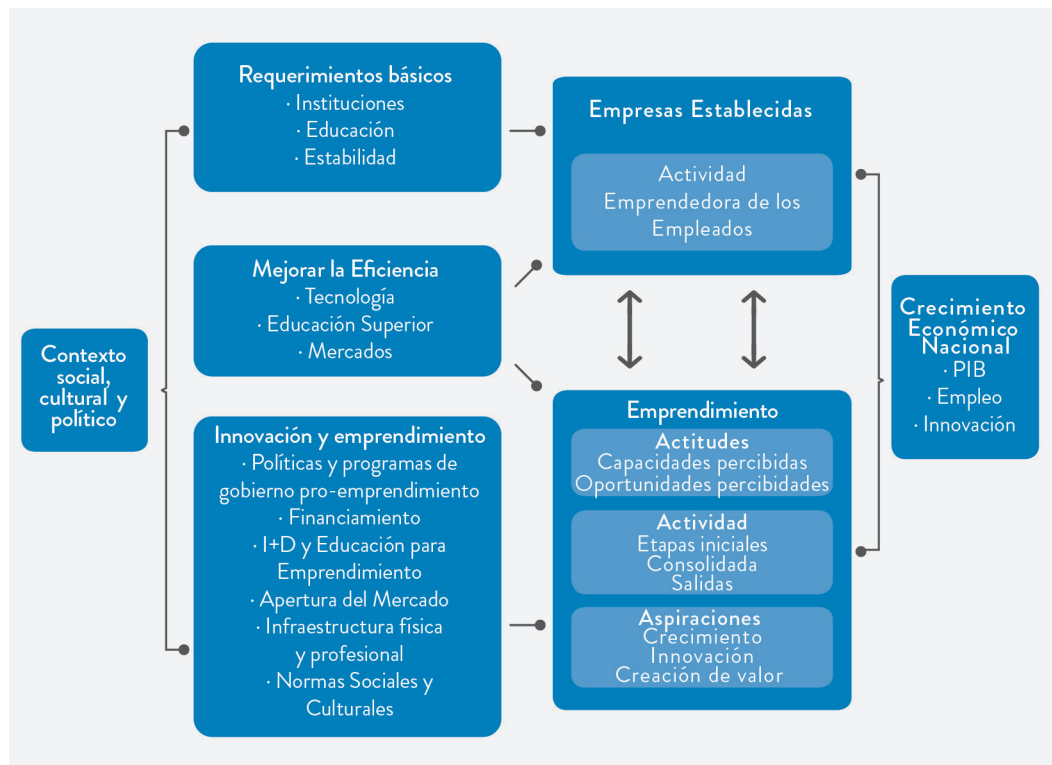 Contexto
social,
cultural y
político
Requerimientos básicos
· Instituciones
· Educación
· Estabilidad
Mejorar la Eficiencia
· Tecnología
· Educación Superior
· Mercados
Innovación y emprendimiento
· Políticas y programas de
gobierno pro-emprendimiento
· Financiamiento
· I+D y Educación para
Emprendimiento
· Apertura del Mercado
· Infraestructura física
y profesional
· Normas Sociales y
Culturales
Empresas Establecidas
Actividad
Emprendedora de los
Empleados
Emprendimiento
Actitudes
Capacidades percibidas
Oportunidades percibidades
Actividad
Etapas iniciales
Consolidada
Salidas
Aspiraciones
Crecimiento
Innovación
Creación de valor
Crecimiento
Económico
Nacional
· PIB
· Empleo
· Innovación